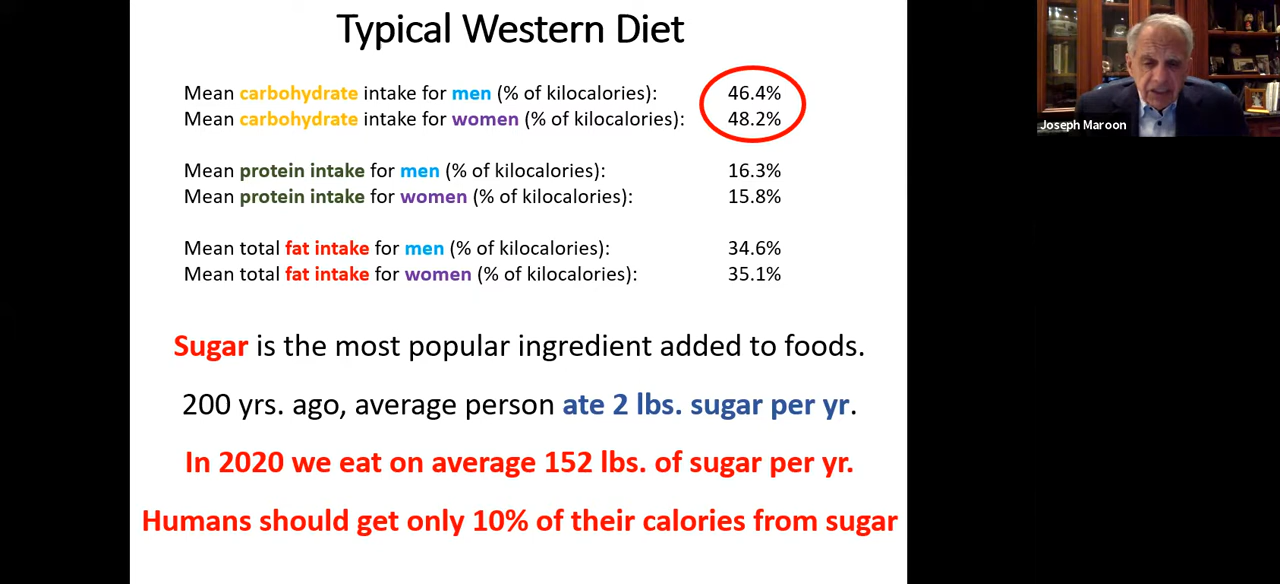 Typical Western Diet
Mean carbohydrate intake for men (% of kilocalories): 46.4%
Mean carbohydrate intake for women (% of kilocalories): 48.2%
Mean protein intake for men (% of kilocalories): 16.3%
Mean protein intake for women (% of kilocalories): 15.8%
Mean total fat intake for men (% of kilocalories): 34.6%
Mean total fat intake for women (% of kilocalories): 35.1%
Sugar is the most popular ingredient added to foods.
200 yrs. ago, average person ate 2 lbs. sugar per yr.
In 2020 we eat on average 152 lbs. of sugar per yr.
Humans should get only 10% of their calories from sugar
Joseph Maroon